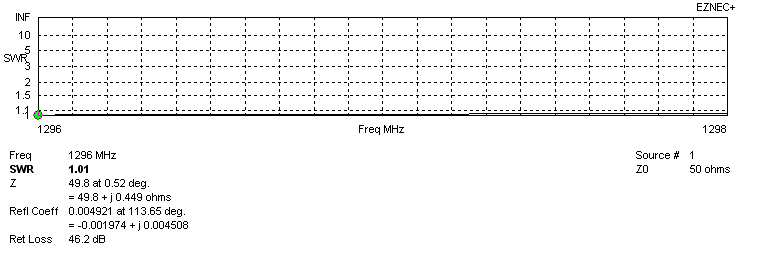 EZNEC+
INF
10
5
SWR
3
2
1.5
1.1
1
1296
Freq MHz
1298
Freq 1296 MHz Source # 1
SWR 1.01 Z0 50 ohms
Z 49.8 at 0.52 deg.
= 49.8 + j 0.449 ohms
Refl Coeff 0.004921 at 113.65 deg.
= -0.001974 + j 0.004508
Ret Loss 46.2 dB